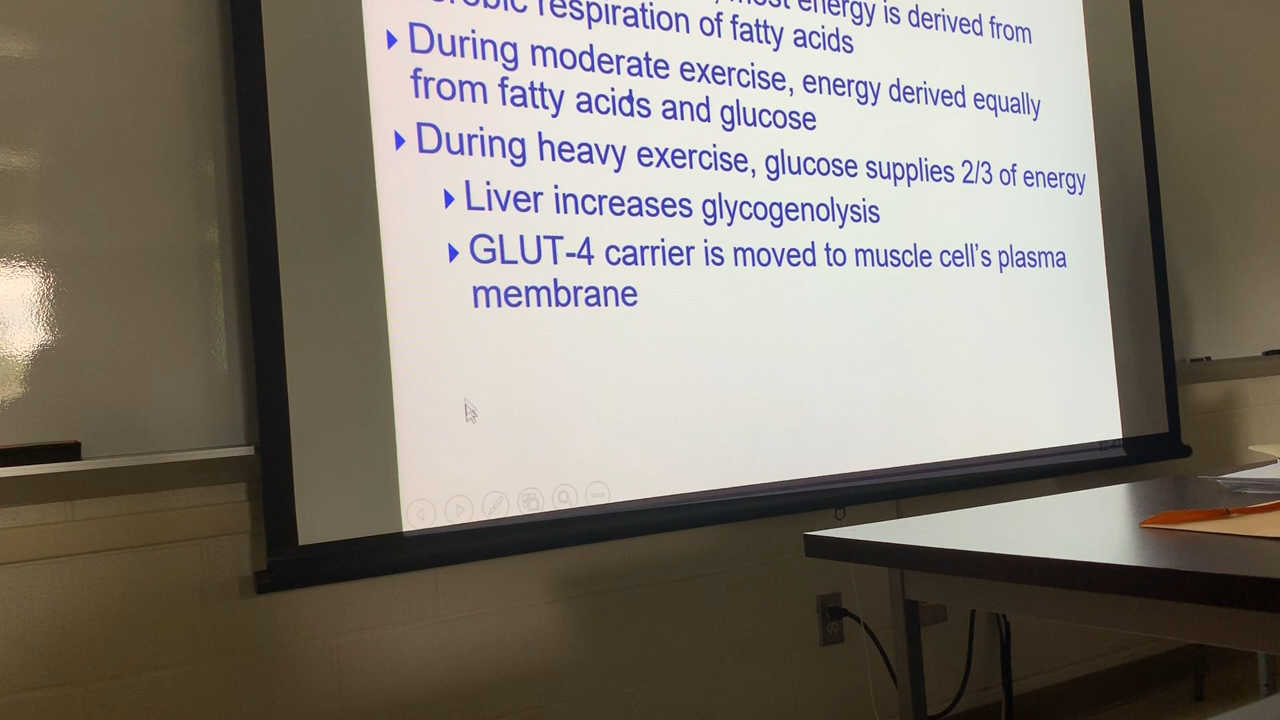 energy is derived from
respiration of fatty acids
During moderate exercise, energy derived equally
from fatty acids and glucose
During heavy exercise, glucose supplies 2/3 of energy
Liver increases glycogenolysis
GLUT-4 carrier is moved to muscle cell's plasma
membrane